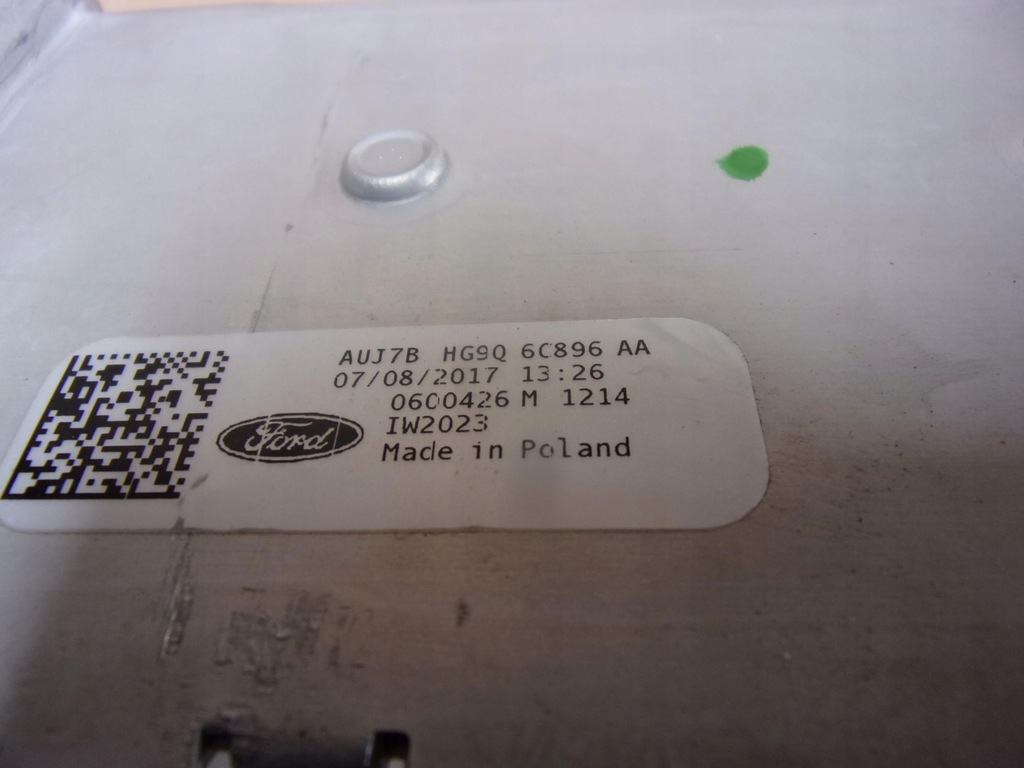 AUJ7B HG9Q 6C896 AA
07/08/2017 13:26
0600426 M 1214
IW2023
Ford
Made in Poland